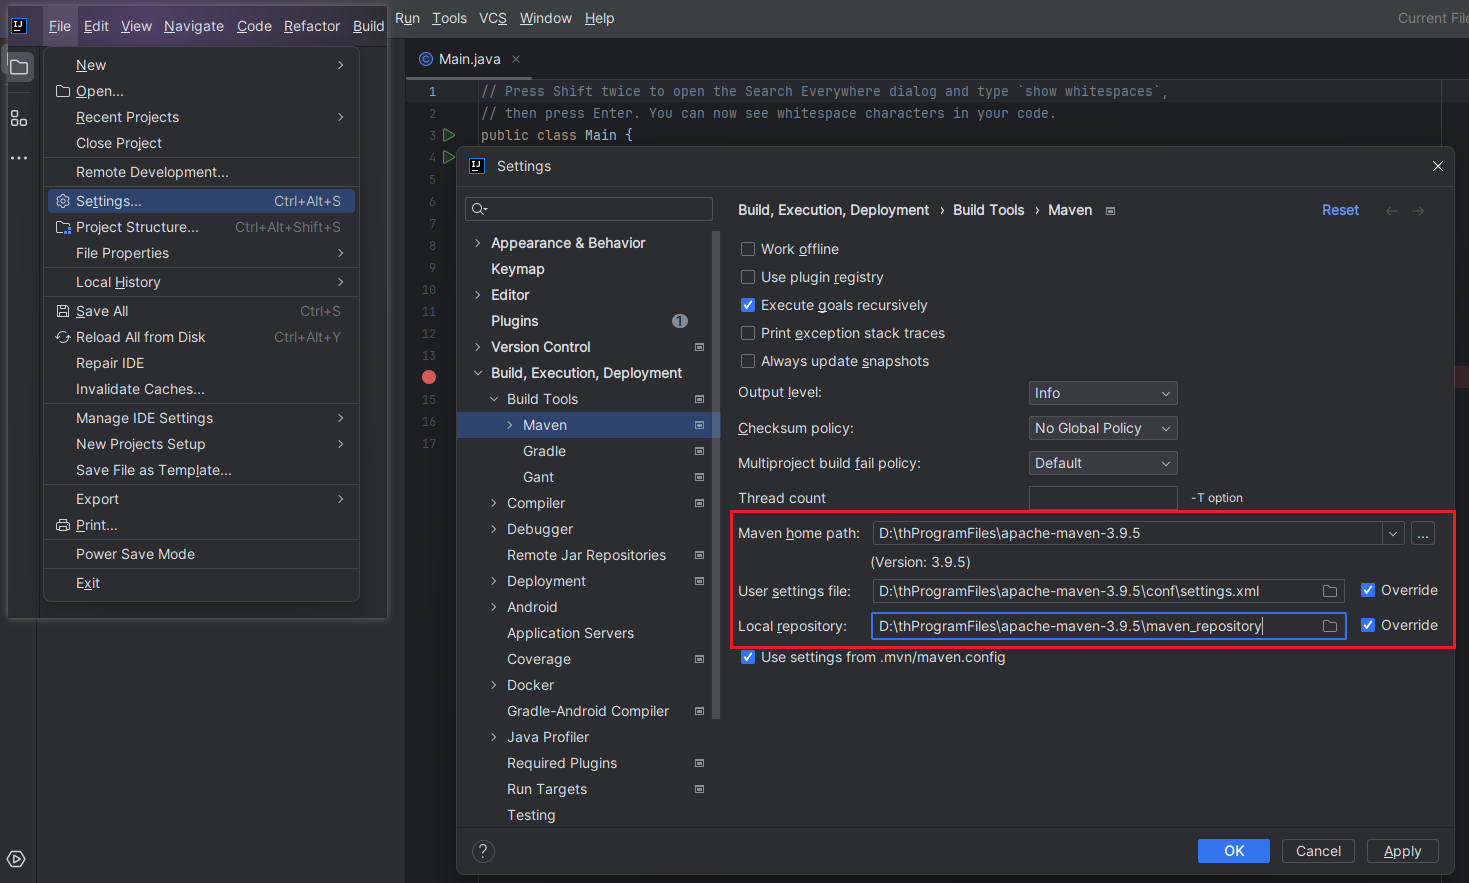 File Edit View Navigate Code Refactor Build Run Tools VCS Window Help Current File
New
Open...
Recent Projects
Close Project
Remote Development...
Settings... Ctrl+Alt+S
Project Structure... Ctrl+Alt+Shift+S
File Properties
Local History
Save All Ctrl+S
Reload All from Disk Ctrl+Alt+Y
Repair IDE
Invalidate Caches...
Manage IDE Settings
New Projects Setup
Save File as Template...
Export
Print...
Power Save Mode
Exit
Main.java
1 // Press Shift twice to open the Search Everywhere dialog and type `show whitespaces`,
2 // then press Enter. You can now see whitespace characters in your code.
3 public class Main {
4
5
6
7
8
9
10
11
12
13
15
16
17
Settings
Appearance & Behavior
Keymap
Editor
Plugins 1
Version Control
Build, Execution, Deployment
Build Tools
Maven
Gradle
Gant
Compiler
Debugger
Remote Jar Repositories
Deployment
Android
Application Servers
Coverage
Docker
Gradle-Android Compiler
Java Profiler
Required Plugins
Run Targets
Testing
Build, Execution, Deployment › Build Tools › Maven Reset
Work offline
Use plugin registry
Execute goals recursively
Print exception stack traces
Always update snapshots
Output level: Info
Checksum policy: No Global Policy
Multiproject build fail policy: Default
Thread count -T option
Maven home path: D:\thProgramFiles\apache-maven-3.9.5 ...
(Version: 3.9.5)
User settings file: D:\thProgramFiles\apache-maven-3.9.5\conf\settings.xml Override
Local repository: D:\thProgramFiles\apache-maven-3.9.5\maven_repository Override
Use settings from .mvn/maven.config
? OK Cancel Apply